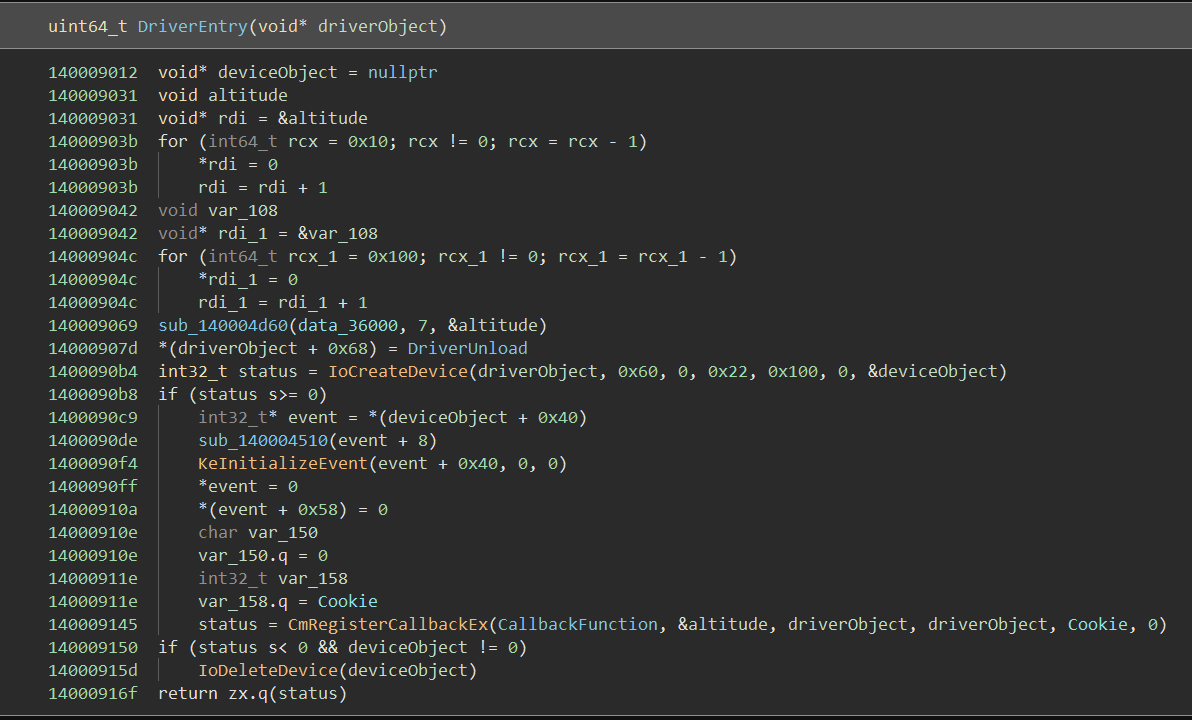 uint64_t DriverEntry(void* driverObject)
140009012 void* deviceObject = nullptr
140009031 void altitude
140009031 void* rdi = &altitude
14000903b for (int64_t rcx = 0x10; rcx != 0; rcx = rcx - 1)
14000903b *rdi = 0
14000903b rdi = rdi + 1
140009042 void var_108
140009042 void* rdi_1 = &var_108
14000904c for (int64_t rcx_1 = 0x100; rcx_1 != 0; rcx_1 = rcx_1 - 1)
14000904c *rdi_1 = 0
14000904c rdi_1 = rdi_1 + 1
140009069 sub_140004d60(data_36000, 7, &altitude)
14000907d *(driverObject + 0x68) = DriverUnload
1400090b4 int32_t status = IoCreateDevice(driverObject, 0x60, 0, 0x22, 0x100, 0, &deviceObject)
1400090b8 if (status s>= 0)
1400090c9 int32_t* event = *(deviceObject + 0x40)
1400090de sub_140004510(event + 8)
1400090f4 KeInitializeEvent(event + 0x40, 0, 0)
1400090ff *event = 0
14000910a *(event + 0x58) = 0
14000910e char var_150
14000910e var_150.q = 0
14000911e int32_t var_158
14000911e var_158.q = Cookie
140009145 status = CmRegisterCallbackEx(CallbackFunction, &altitude, driverObject, driverObject, Cookie, 0)
140009150 if (status s< 0 && deviceObject != 0)
14000915d IoDeleteDevice(deviceObject)
14000916f return zx.q(status)